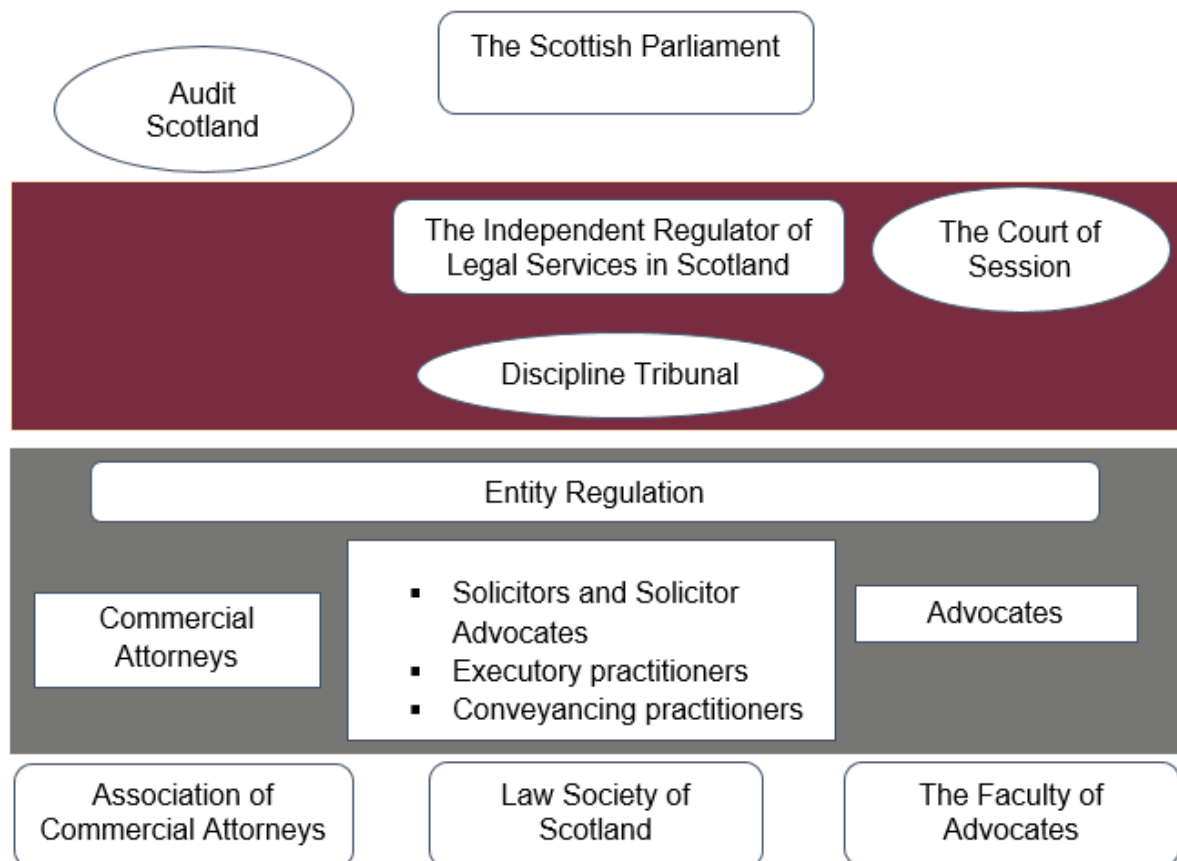 The Scottish Parliament
Audit
Scotland
The Independent Regulator of
Legal Services in Scotland
The Court of
Session
Discipline Tribunal
Entity Regulation
Commercial
Attorneys
▪ Solicitors and Solicitor
Advocates
▪ Executory practitioners
▪ Conveyancing practitioners
Advocates
Association of
Commercial Attorneys
Law Society of
Scotland
The Faculty of
Advocates